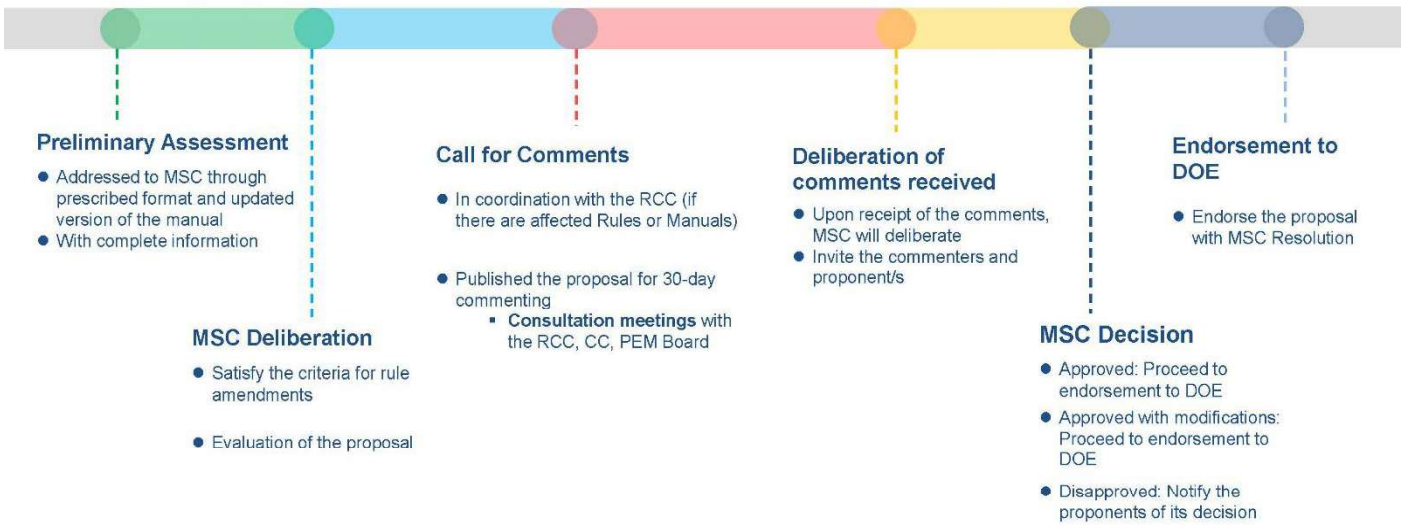 Preliminary Assessment
● Addressed to MSC through
prescribed format and updated
version of the manual
● With complete information
MSC Deliberation
● Satisfy the criteria for rule
amendments
● Evaluation of the proposal
Call for Comments
● In coordination with the RCC (if
there are affected Rules or Manuals)
● Published the proposal for 30-day
commenting
▪ Consultation meetings with
the RCC, CC, PEM Board
Deliberation of
comments received
● Upon receipt of the comments,
MSC will deliberate
● Invite the commenters and
proponent/s
MSC Decision
● Approved: Proceed to
endorsement to DOE
● Approved with modifications:
Proceed to endorsement to
DOE
● Disapproved: Notify the
proponents of its decision
Endorsement to
DOE
● Endorse the proposal
with MSC Resolution